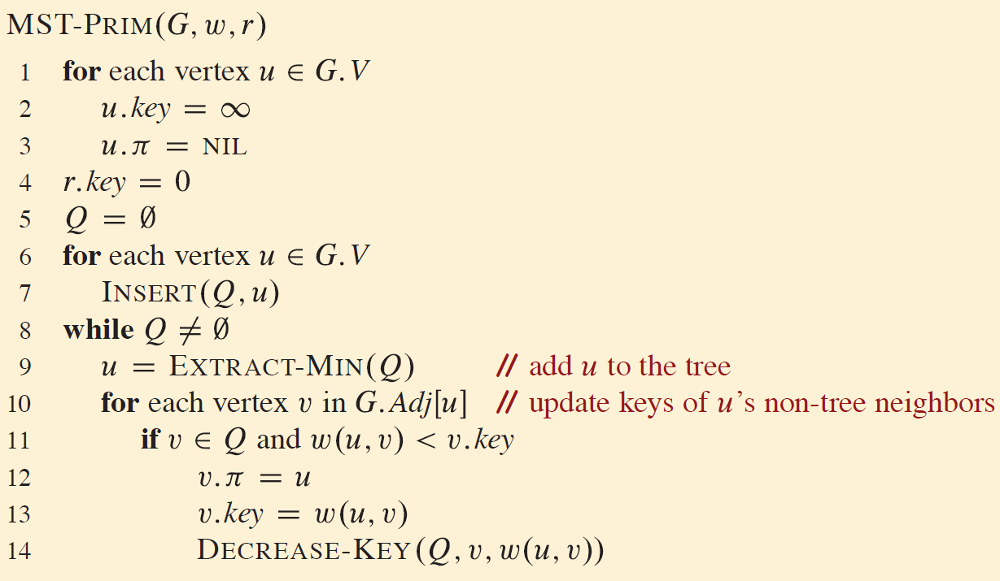 MST-PRIM(G, w, r)
1 for each vertex u ∈ G.V
2 u.key = ∞
3 u.π = NIL
4 r.key = 0
5 Q = ∅
6 for each vertex u ∈ G.V
7 INSERT(Q, u)
8 while Q ≠ ∅
9 u = EXTRACT-MIN(Q) // add u to the tree
10 for each vertex v in G.Adj[u] // update keys of u's non-tree neighbors
11 if v ∈ Q and w(u, v) < v.key
12 v.π = u
13 v.key = w(u, v)
14 DECREASE-KEY(Q, v, w(u, v))